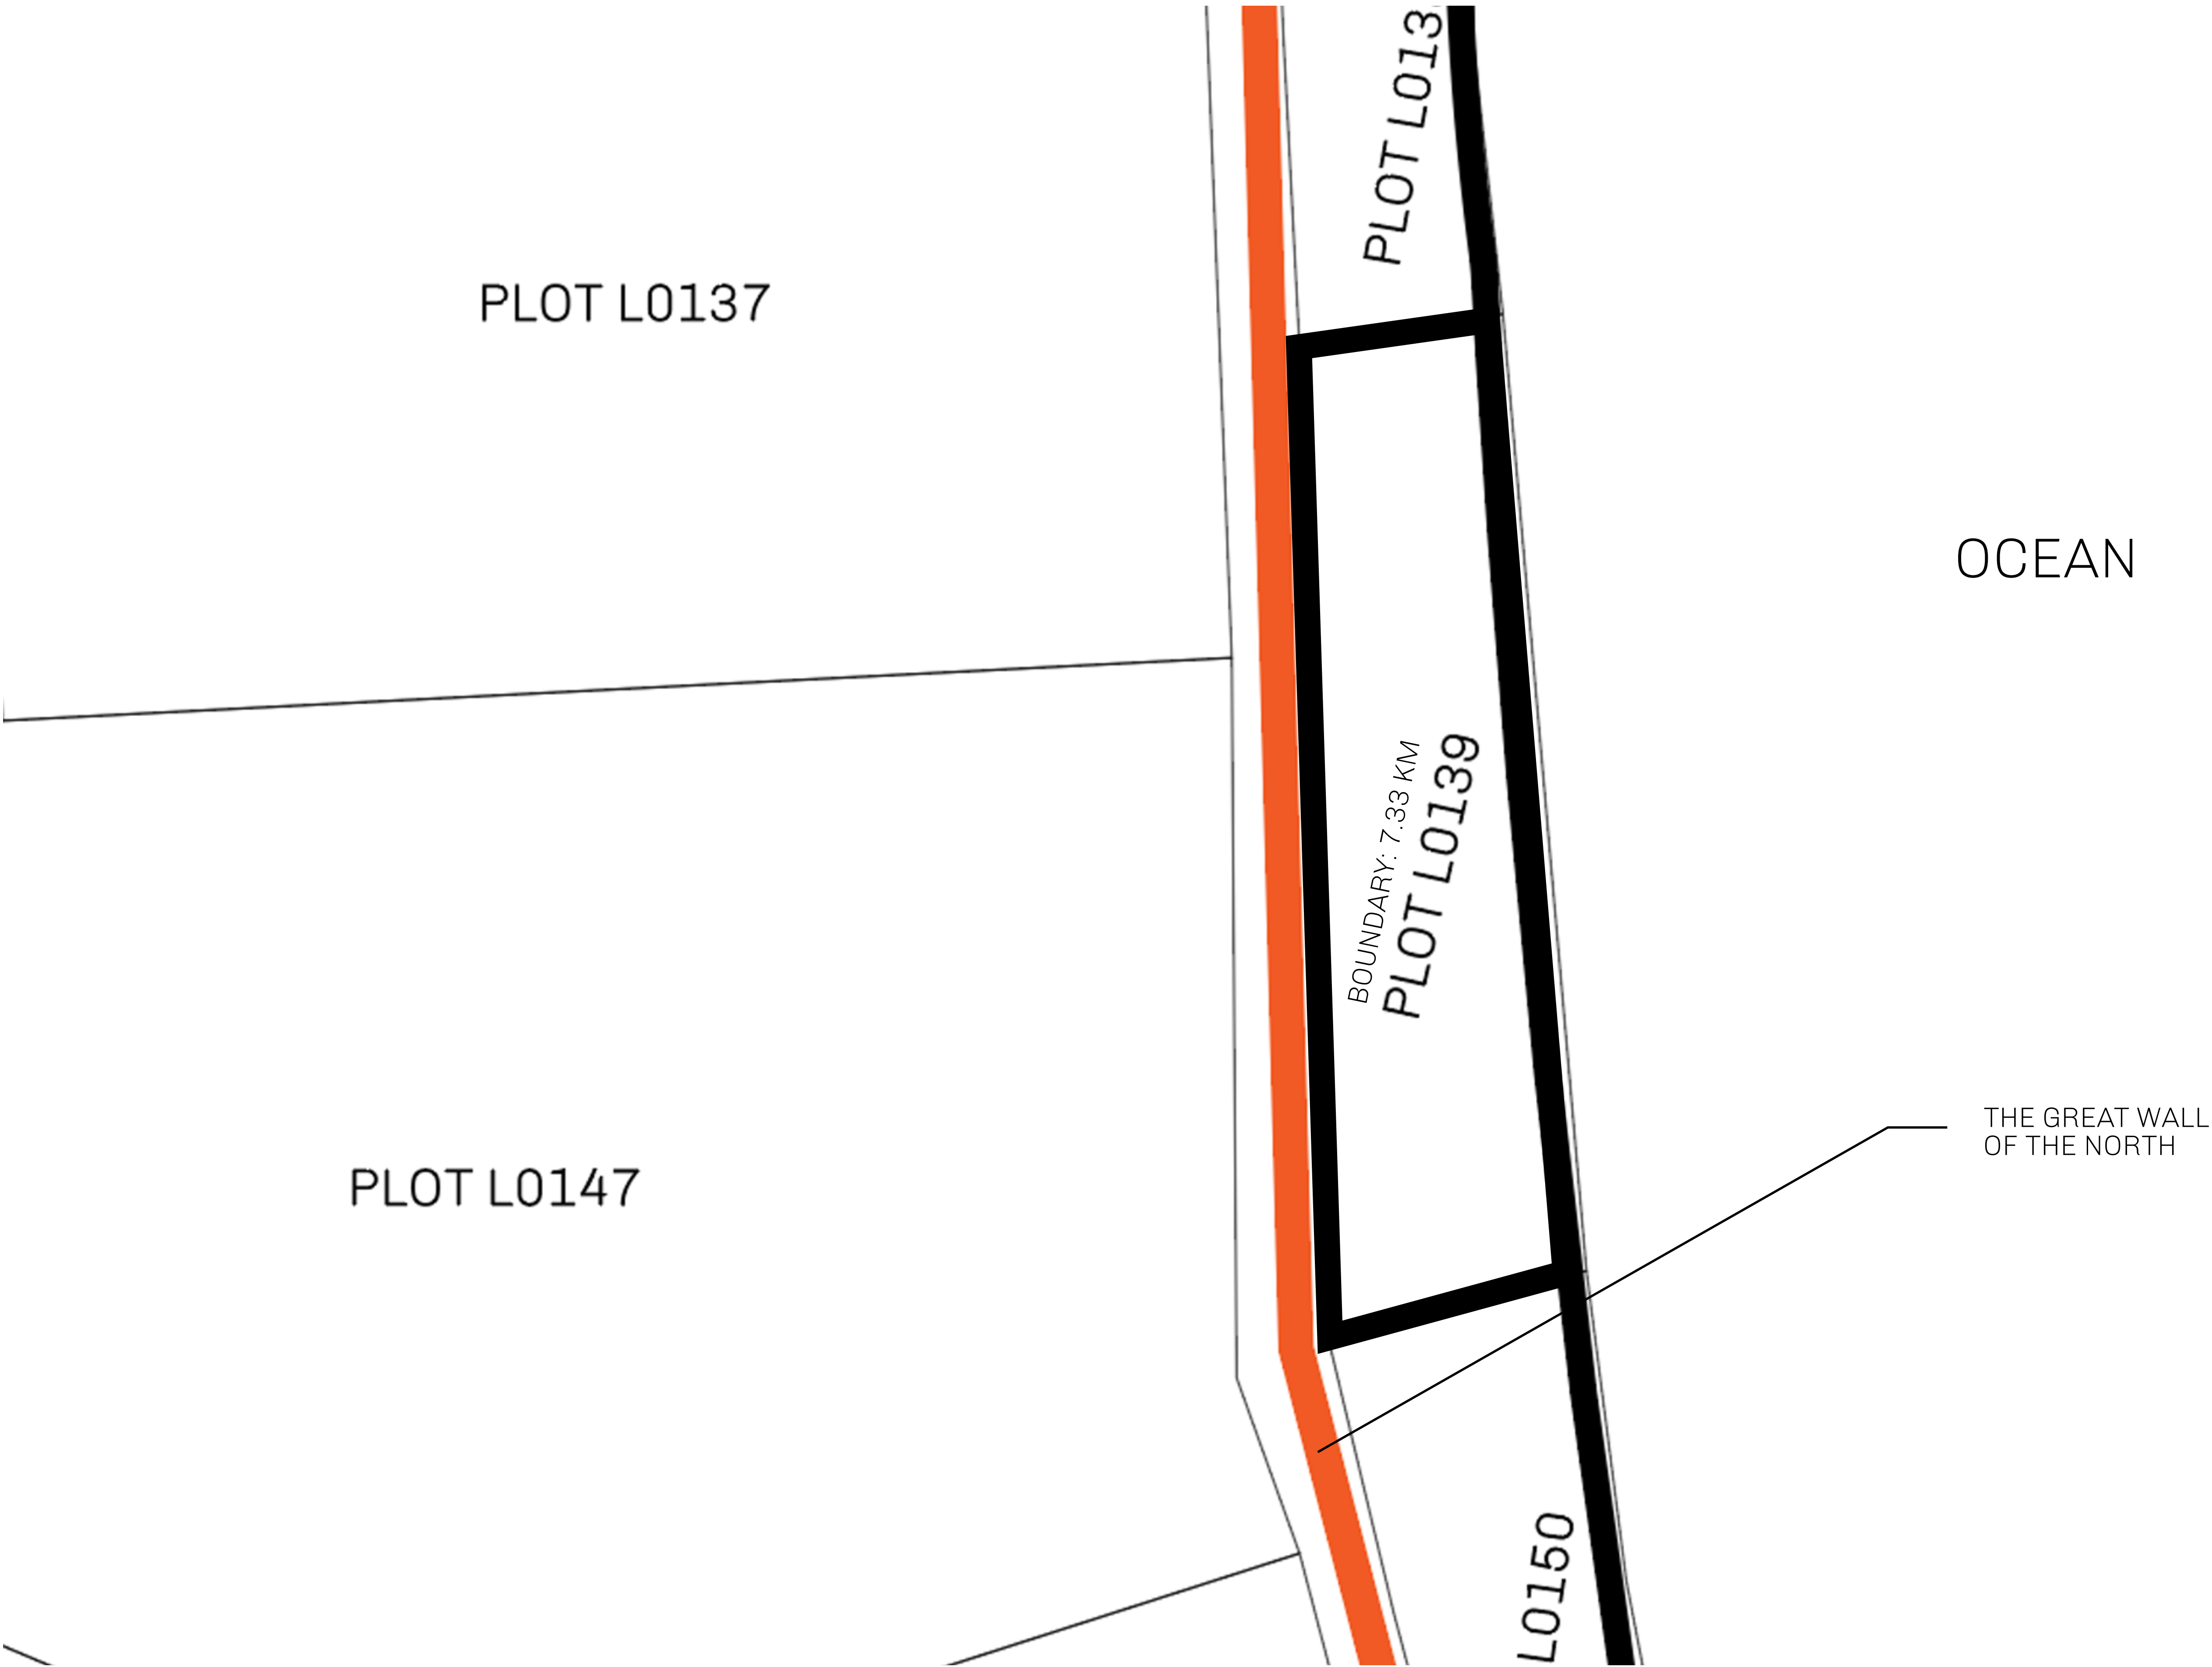 PLOT L013
PLOT L0137
OCEAN
BOUNDARY: 7.33 KM
PLOT L0139
THE GREAT WALL
OF THE NORTH
PLOT L0147
L0150